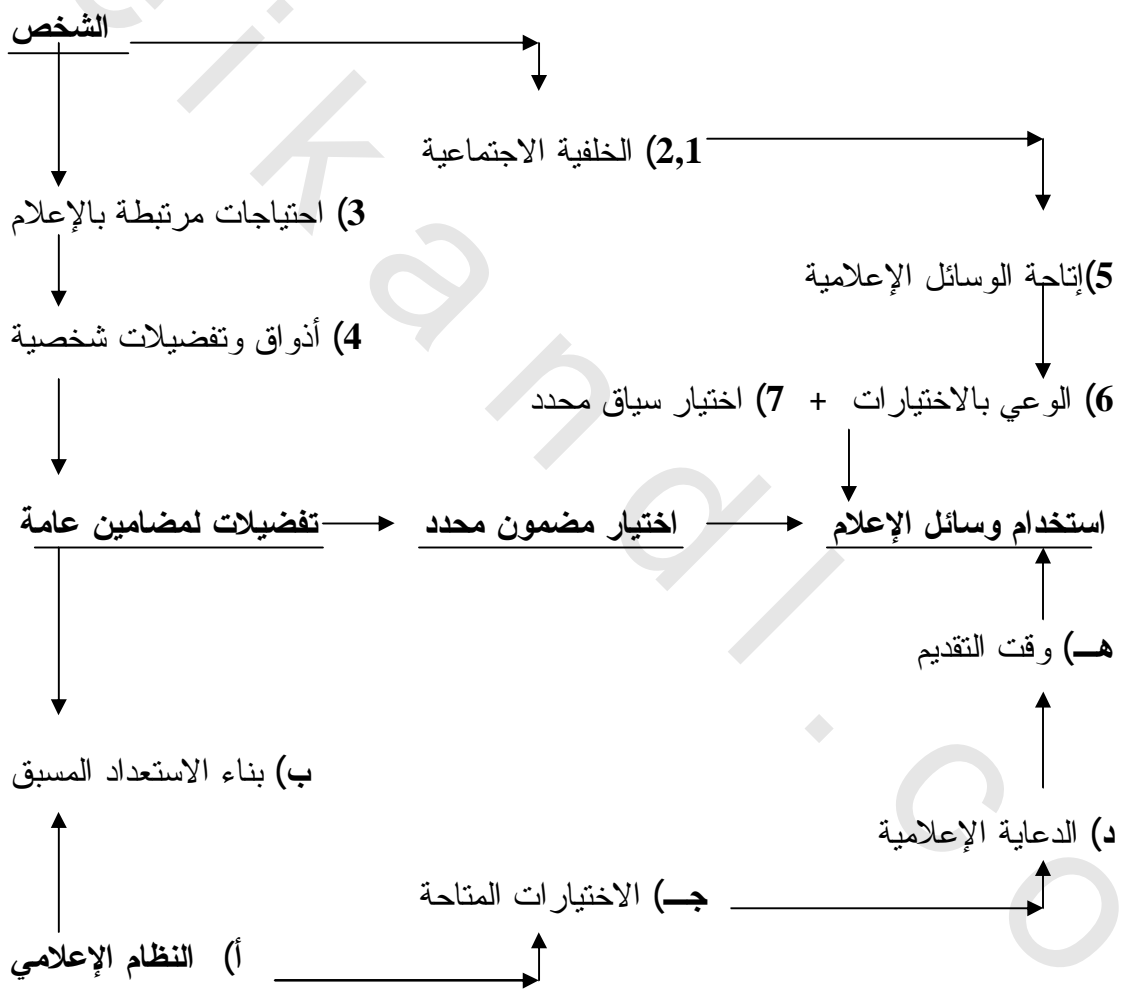 الشخص
2,1) الخلفية الاجتماعية
3) احتياجات مرتبطة بالإعلام
5)إتاحة الوسائل الإعلامية
4) أذواق وتفضيلات شخصية
6) الوعي بالاختيارات + 7) اختيار سياق محدد
استخدام وسائل الإعلام
اختيار مضمون محدد
تفضيلات لمضامين عامة
هـــ) وقت التقديم
ب) بناء الاستعداد المسبق
د) الدعاية الإعلامية
جـــ) الاختيارات المتاحة
أ) النظام الإعلامي
i k a n d l . c o